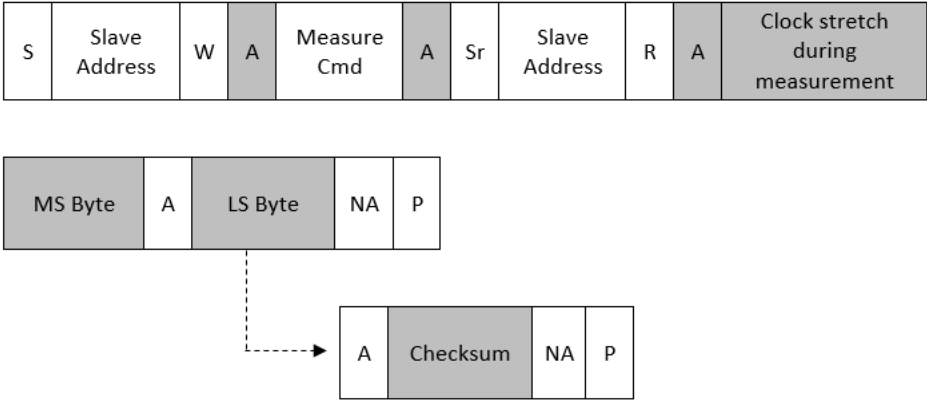 S Slave Address W A Measure Cmd A Sr Slave Address R A Clock stretch during measurement
MS Byte A LS Byte NA P
A Checksum NA P